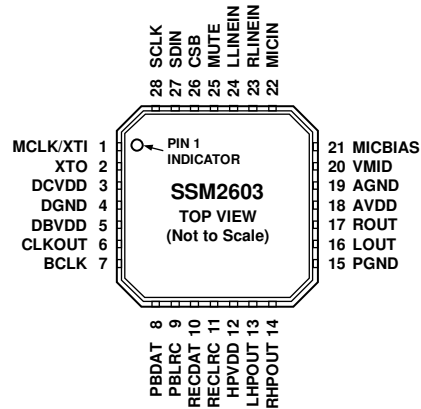 28 SCLK
27 SDIN
26 CSB
25 MUTE
24 LLINEIN
23 RLINEIN
22 MICIN
MCLK/XTI 1
XTO 2
DCVDD 3
DGND 4
DBVDD 5
CLKOUT 6
BCLK 7
PIN 1
INDICATOR
SSM2603
TOP VIEW
(Not to Scale)
21 MICBIAS
20 VMID
19 AGND
18 AVDD
17 ROUT
16 LOUT
15 PGND
PBDAT 8
PBLRC 9
RECDAT 10
RECLRC 11
HPVDD 12
LHPOUT 13
RHPOUT 14